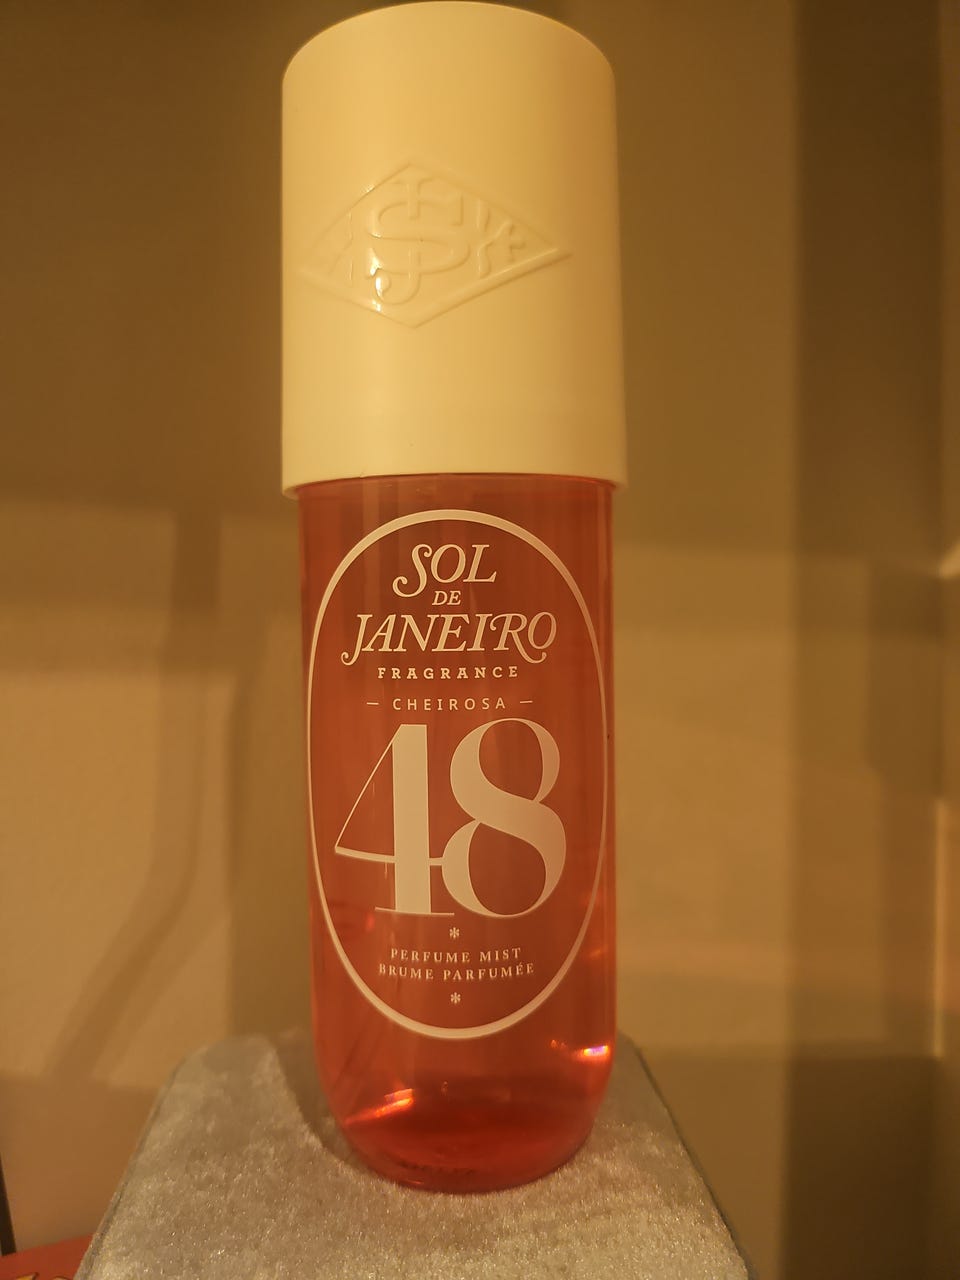 SOL
DE
JANEIRO
FRAGRANCE
— CHEIROSA —
48
*
PERFUME MIST
BRUME PARFUMÉE
*